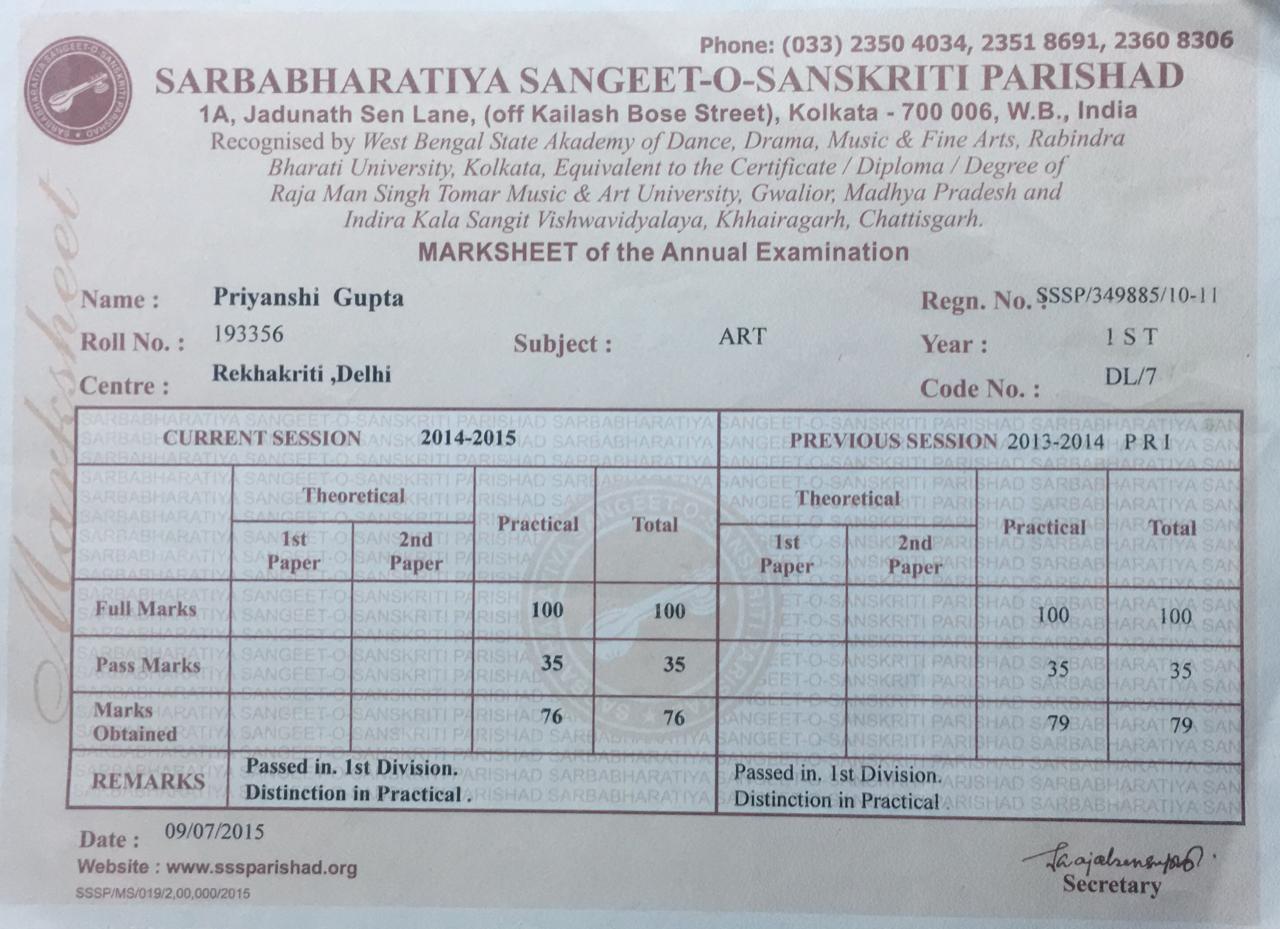 Phone: (033) 2350 4034, 2351 8691, 2360 8306
SARBABHARATIYA SANGEET-O-SANSKRITI PARISHAD
1A, Jadunath Sen Lane, (off Kailash Bose Street), Kolkata - 700 006, W.B., India
Recognised by West Bengal State Akademy of Dance, Drama, Music & Fine Arts, Rabindra
Bharati University, Kolkata, Equivalent to the Certificate / Diploma / Degree of
Raja Man Singh Tomar Music & Art University, Gwalior, Madhya Pradesh and
Indira Kala Sangit Vishwavidyalaya, Khhairagarh, Chattisgarh.
MARKSHEET of the Annual Examination
Marksheet
Name : Priyanshi Gupta Regn. No. : SSSP/349885/10-11
Roll No. : 193356 Subject : ART Year : 1 S T
Centre : Rekhakriti ,Delhi Code No. : DL/7
CURRENT SESSION 2014-2015 PREVIOUS SESSION 2013-2014 P R I
Theoretical Practical Total Theoretical Practical Total
1st Paper 2nd Paper 1st Paper 2nd Paper
Full Marks 100 100 100 100
Pass Marks 35 35 35 35
Marks Obtained 76 76 79 79
REMARKS Passed in. 1st Division. Passed in. 1st Division.
Distinction in Practical . Distinction in Practical .
Date : 09/07/2015
Website : www.sssparishad.org
SSSP/MS/019/2,00,000/2015
Secretary